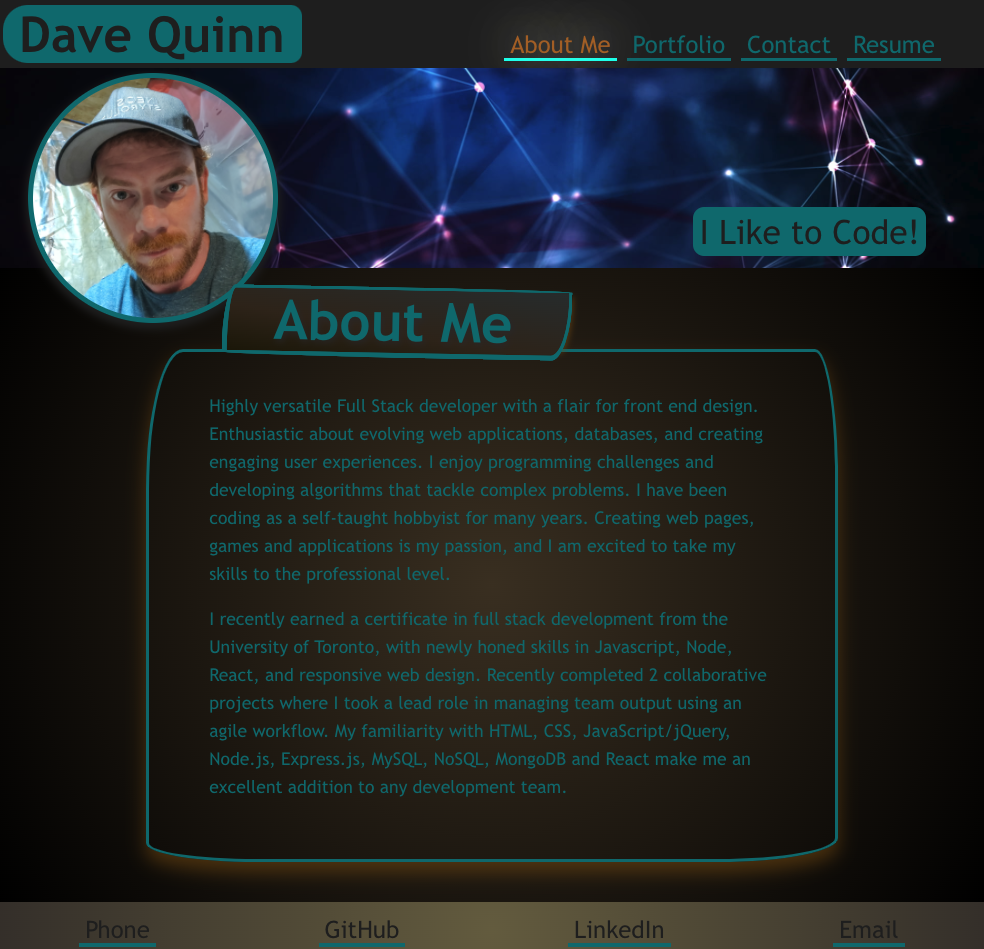 Dave Quinn
About Me Portfolio Contact Resume
I Like to Code!
About Me
Highly versatile Full Stack developer with a flair for front end design.
Enthusiastic about evolving web applications, databases, and creating
engaging user experiences. I enjoy programming challenges and
developing algorithms that tackle complex problems. I have been
coding as a self-taught hobbyist for many years. Creating web pages,
games and applications is my passion, and I am excited to take my
skills to the professional level.
I recently earned a certificate in full stack development from the
University of Toronto, with newly honed skills in Javascript, Node,
React, and responsive web design. Recently completed 2 collaborative
projects where I took a lead role in managing team output using an
agile workflow. My familiarity with HTML, CSS, JavaScript/jQuery,
Node.js, Express.js, MySQL, NoSQL, MongoDB and React make me an
excellent addition to any development team.
Phone GitHub LinkedIn Email